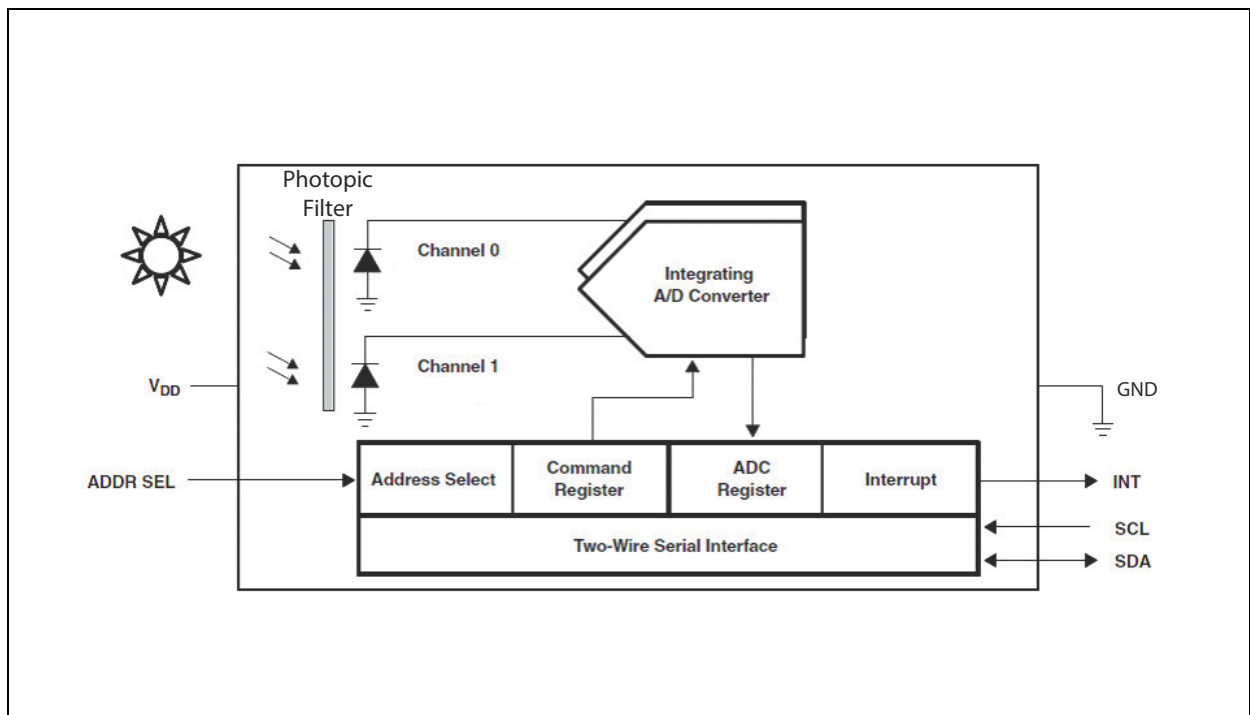 Photopic
Filter
Channel 0
Integrating
A/D Converter
Channel 1
VDD
GND
ADDR SEL
Address Select
Command
Register
ADC
Register
Interrupt
INT
SCL
Two-Wire Serial Interface
SDA